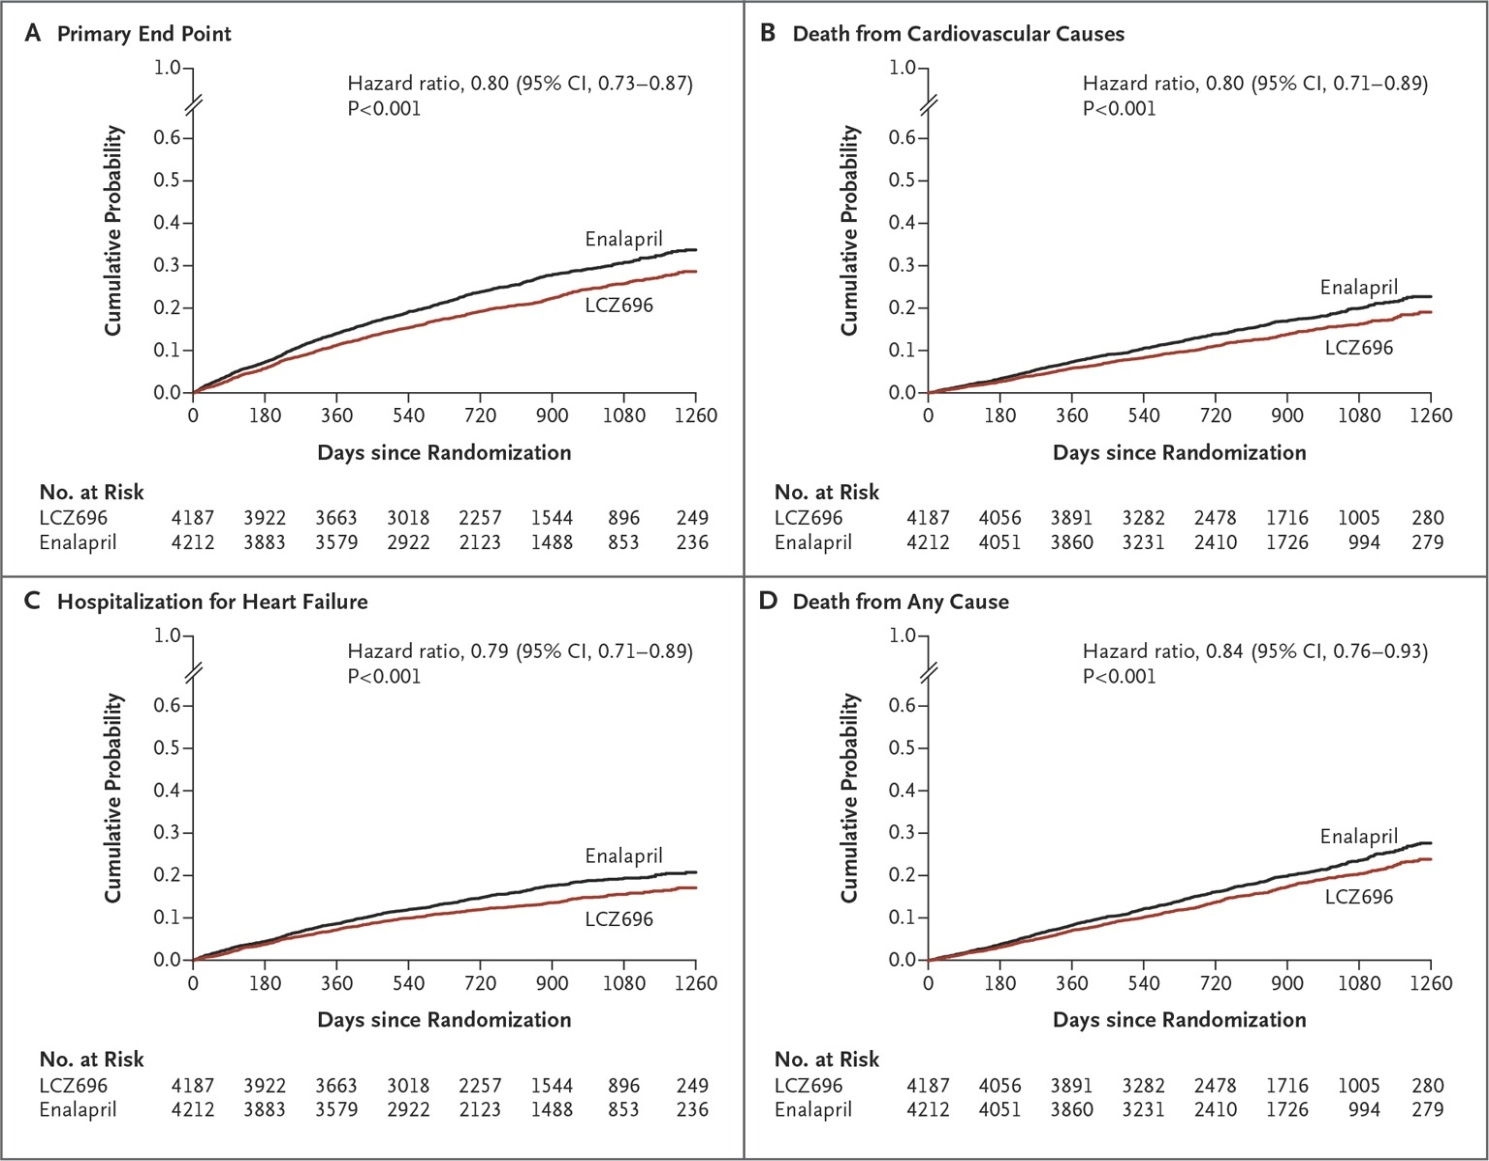 A Primary End Point
Hazard ratio, 0.80 (95% CI, 0.73–0.87)
P<0.001
Cumulative Probability
1.0
0.6
0.5
0.4
0.3
0.2
0.1
0.0
Enalapril
LCZ696
0 180 360 540 720 900 1080 1260
Days since Randomization
No. at Risk
LCZ696 4187 3922 3663 3018 2257 1544 896 249
Enalapril 4212 3883 3579 2922 2123 1488 853 236
B Death from Cardiovascular Causes
Hazard ratio, 0.80 (95% CI, 0.71–0.89)
P<0.001
Cumulative Probability
1.0
0.6
0.5
0.4
0.3
0.2
0.1
0.0
Enalapril
LCZ696
0 180 360 540 720 900 1080 1260
Days since Randomization
No. at Risk
LCZ696 4187 4056 3891 3282 2478 1716 1005 280
Enalapril 4212 4051 3860 3231 2410 1726 994 279
C Hospitalization for Heart Failure
Hazard ratio, 0.79 (95% CI, 0.71–0.89)
P<0.001
Cumulative Probability
1.0
0.6
0.5
0.4
0.3
0.2
0.1
0.0
Enalapril
LCZ696
0 180 360 540 720 900 1080 1260
Days since Randomization
No. at Risk
LCZ696 4187 3922 3663 3018 2257 1544 896 249
Enalapril 4212 3883 3579 2922 2123 1488 853 236
D Death from Any Cause
Hazard ratio, 0.84 (95% CI, 0.76–0.93)
P<0.001
Cumulative Probability
1.0
0.6
0.5
0.4
0.3
0.2
0.1
0.0
Enalapril
LCZ696
0 180 360 540 720 900 1080 1260
Days since Randomization
No. at Risk
LCZ696 4187 4056 3891 3282 2478 1716 1005 280
Enalapril 4212 4051 3860 3231 2410 1726 994 279